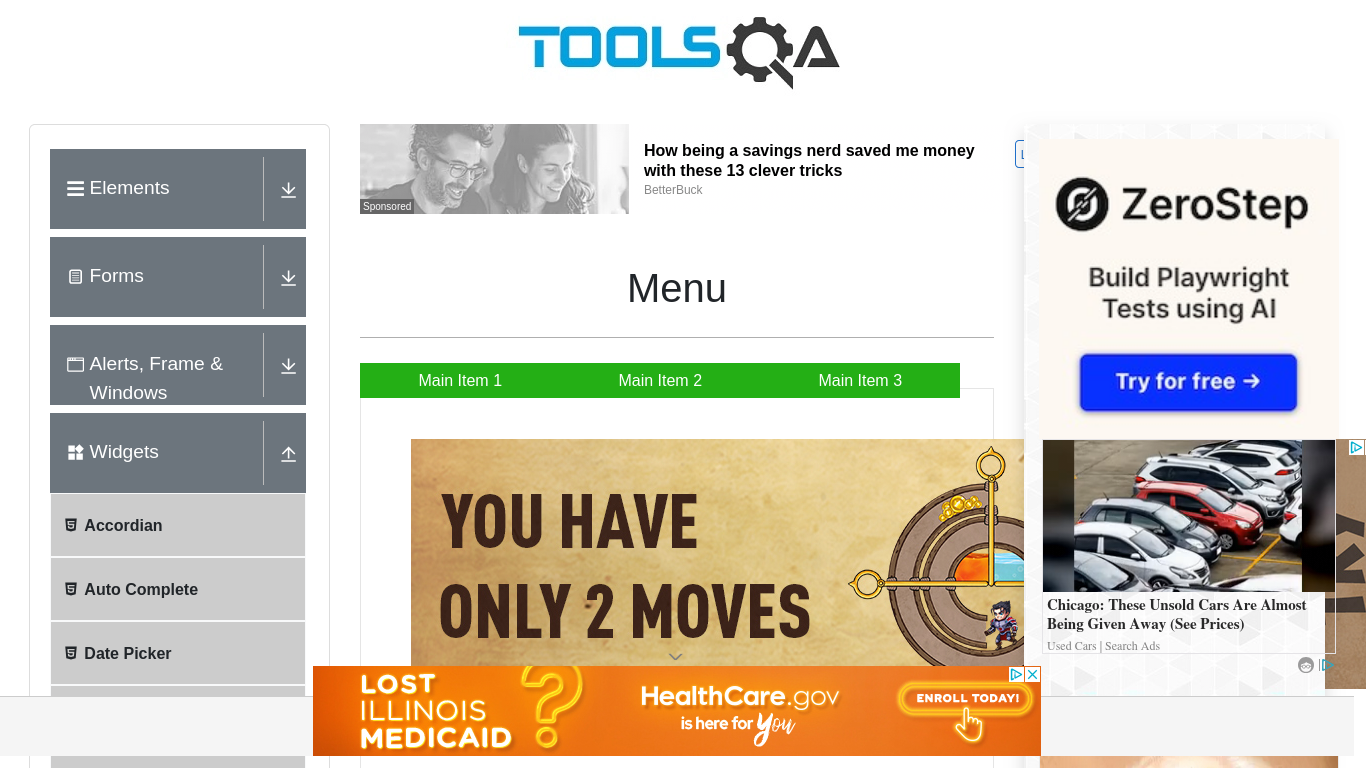 TOOLSQA
Elements
Forms
Alerts, Frame &
Windows
Widgets
Accordian
Auto Complete
Date Picker
Sponsored
How being a savings nerd saved me money
with these 13 clever tricks
BetterBuck
Menu
Main Item 1
Main Item 2
Main Item 3
YOU HAVE
ONLY 2 MOVES
ZeroStep
Build Playwright
Tests using AI
Try for free →
Chicago: These Unsold Cars Are Almost
Being Given Away (See Prices)
Used Cars | Search Ads
LOST
ILLINOIS
MEDICAID
?
HealthCare.gov
is here for You
ENROLL TODAY!